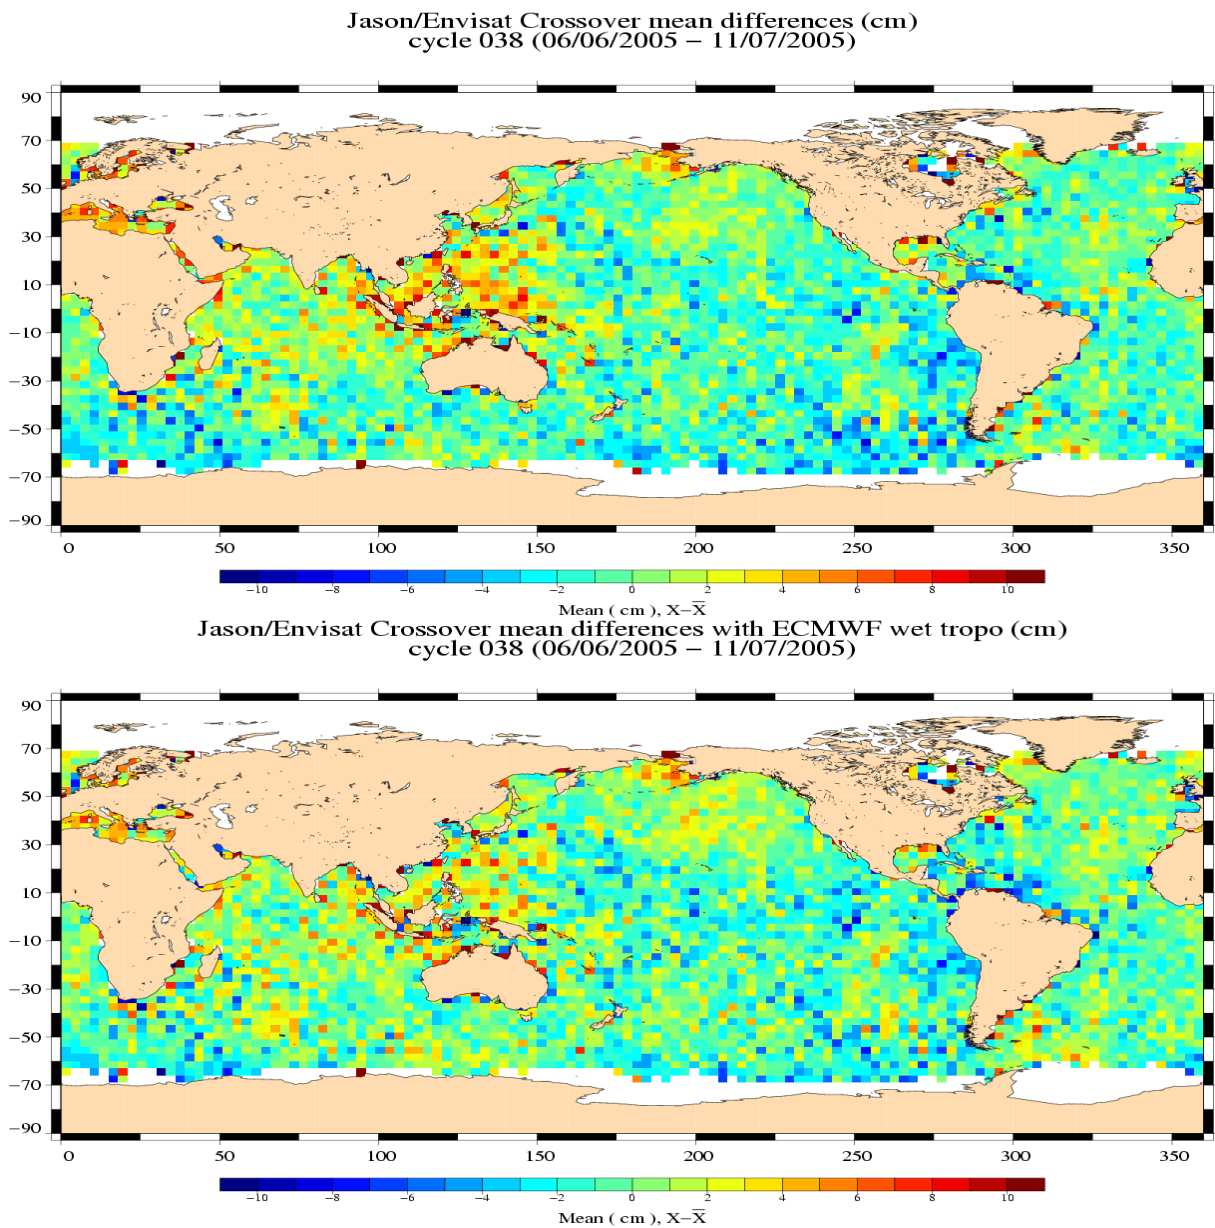 Jason/Envisat Crossover mean differences (cm)
cycle 038 (06/06/2005 − 11/07/2005)
90
70
50
30
10
−10
−30
−50
−70
−90
0 50 100 150 200 250 300 350
−10 −8 −6 −4 −2 0 2 4 6 8 10
Mean ( cm ), X−X̅
Jason/Envisat Crossover mean differences with ECMWF wet tropo (cm)
cycle 038 (06/06/2005 − 11/07/2005)
90
70
50
30
10
−10
−30
−50
−70
−90
0 50 100 150 200 250 300 350
−10 −8 −6 −4 −2 0 2 4 6 8 10
Mean ( cm ), X−X̅